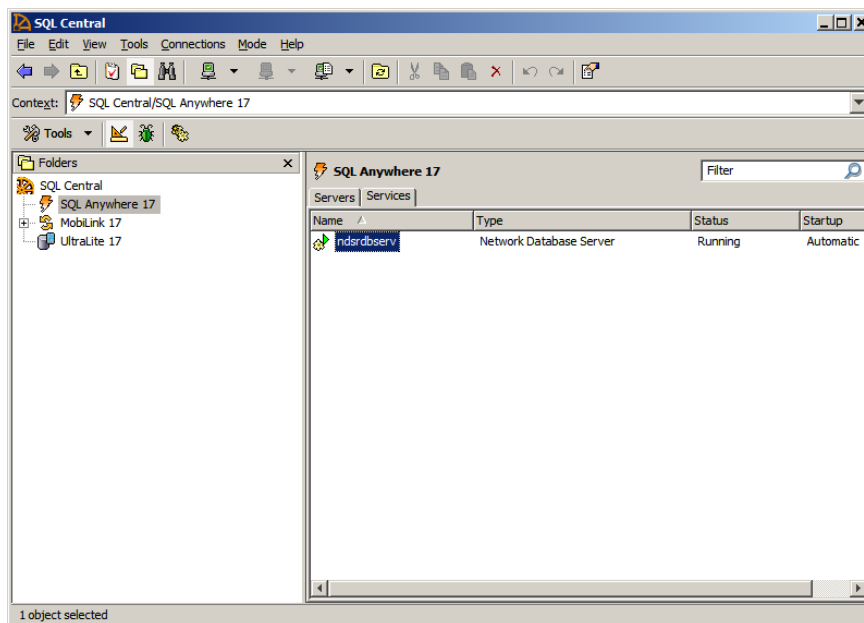 SQL Central
File Edit View Tools Connections Mode Help
Context: SQL Central/SQL Anywhere 17
Tools
Folders
SQL Central
SQL Anywhere 17
MobiLink 17
UltraLite 17
SQL Anywhere 17
Filter
Servers Services
Name Type Status Startup
ndsrdbserv Network Database Server Running Automatic
1 object selected